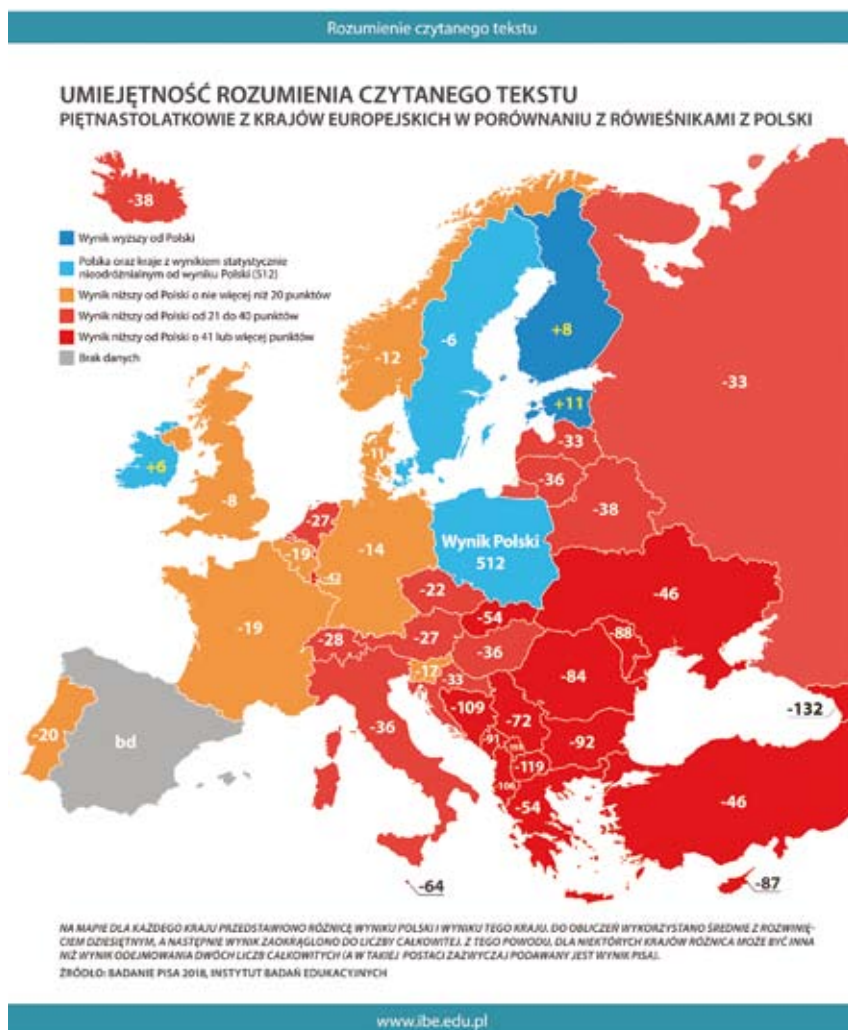 Rozumienie czytanego tekstu
UMIEJĘTNOŚĆ ROZUMIENIA CZYTANEGO TEKSTU
PIĘTNASTOLATKOWIE Z KRAJÓW EUROPEJSKICH W PORÓWNANIU Z RÓWIEŚNIKAMI Z POLSKI
-38
Wynik wyższy od Polski
Polska oraz kraje z wynikiem statystycznie
nieodróżnialnym od wyniku Polski (512)
Wynik niższy od Polski o nie więcej niż 20 punktów
Wynik niższy od Polski od 21 do 40 punktów
Wynik niższy od Polski o 41 lub więcej punktów
Brak danych
-12
-6
+8
-33
+11
-33
-36
-38
-11
+6
-8
-27
-19
-42
-14
Wynik Polski
512
-22
-54
-46
-19
-28
-27
-36
-88
-17
-33
-84
-109
-72
-132
-36
-91
-92
-119
-54
-46
-20
bd
-64
-87
NA MAPIE DLA KAŻDEGO KRAJU PRZEDSTAWIONO RÓŻNICĘ WYNIKU POLSKI I WYNIKU TEGO KRAJU. DO OBLICZEŃ WYKORZYSTANO ŚREDNIE Z ROZWINIĘ-
CIEM DZIESIĘTNYM, A NASTĘPNIE WYNIK ZAOKRĄGLONO DO LICZBY CAŁKOWITEJ. Z TEGO POWODU, DLA NIEKTÓRYCH KRAJÓW RÓŻNICA MOŻE BYĆ INNA
NIŻ WYNIK ODEJMOWANIA DWÓCH LICZB CAŁKOWITYCH (A W TAKIEJ POSTACI ZAZWYCZAJ PODAWANY JEST WYNIK PISA).
ŹRÓDŁO: BADANIE PISA 2018, INSTYTUT BADAŃ EDUKACYJNYCH
www.ibe.edu.pl